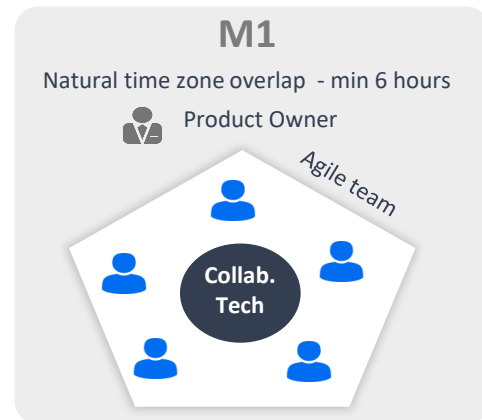 M1
Natural time zone overlap - min 6 hours
Product Owner
Agile team
Collab.
Tech